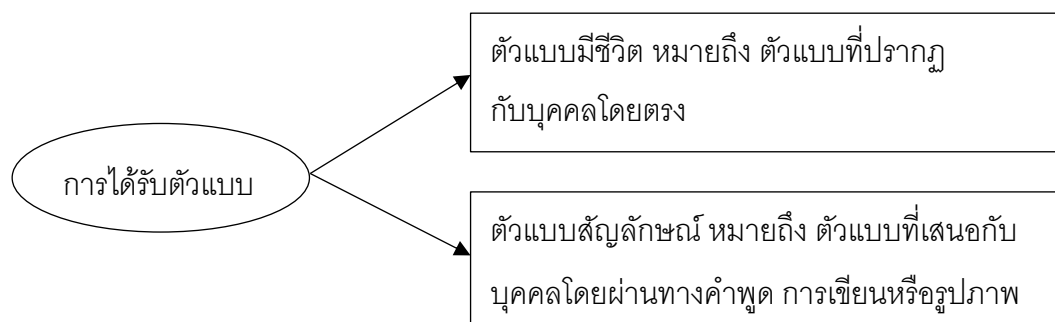 ตัวแบบมีชีวิต หมายถึง ตัวแบบที่ปรากฏ
กับบุคคลโดยตรง
การได้รับตัวแบบ
ตัวแบบสัญลักษณ์ หมายถึง ตัวแบบที่เสนอกับ
บุคคลโดยผ่านทางคำพูด การเขียนหรือรูปภาพ